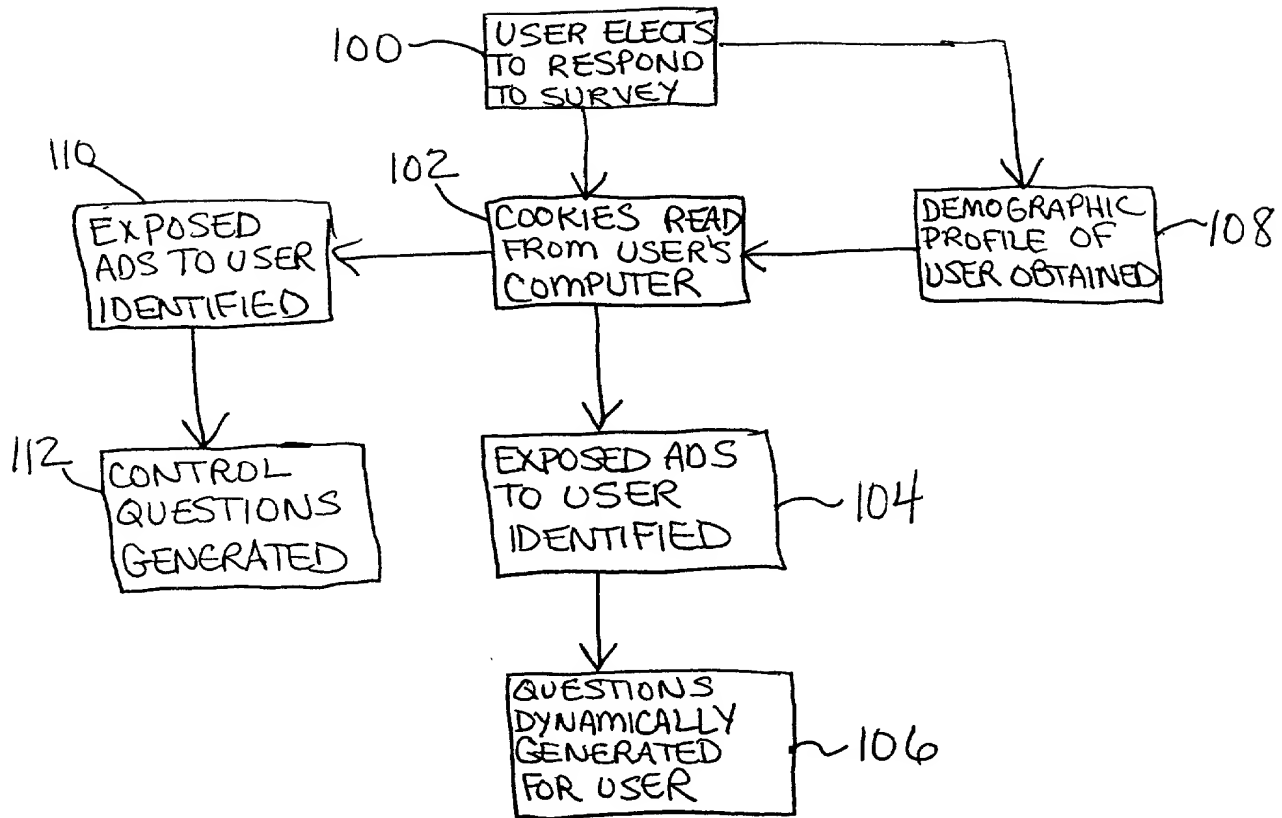 100
USER ELECTS
TO RESPOND
TO SURVEY
110
EXPOSED
ADS TO USER
IDENTIFIED
102
COOKIES READ
FROM USER'S
COMPUTER
DEMOGRAPHIC
PROFILE OF
USER OBTAINED
108
112
CONTROL
QUESTIONS
GENERATED
EXPOSED ADS
TO USER
IDENTIFIED
104
QUESTIONS
DYNAMICALLY
GENERATED
FOR USER
106